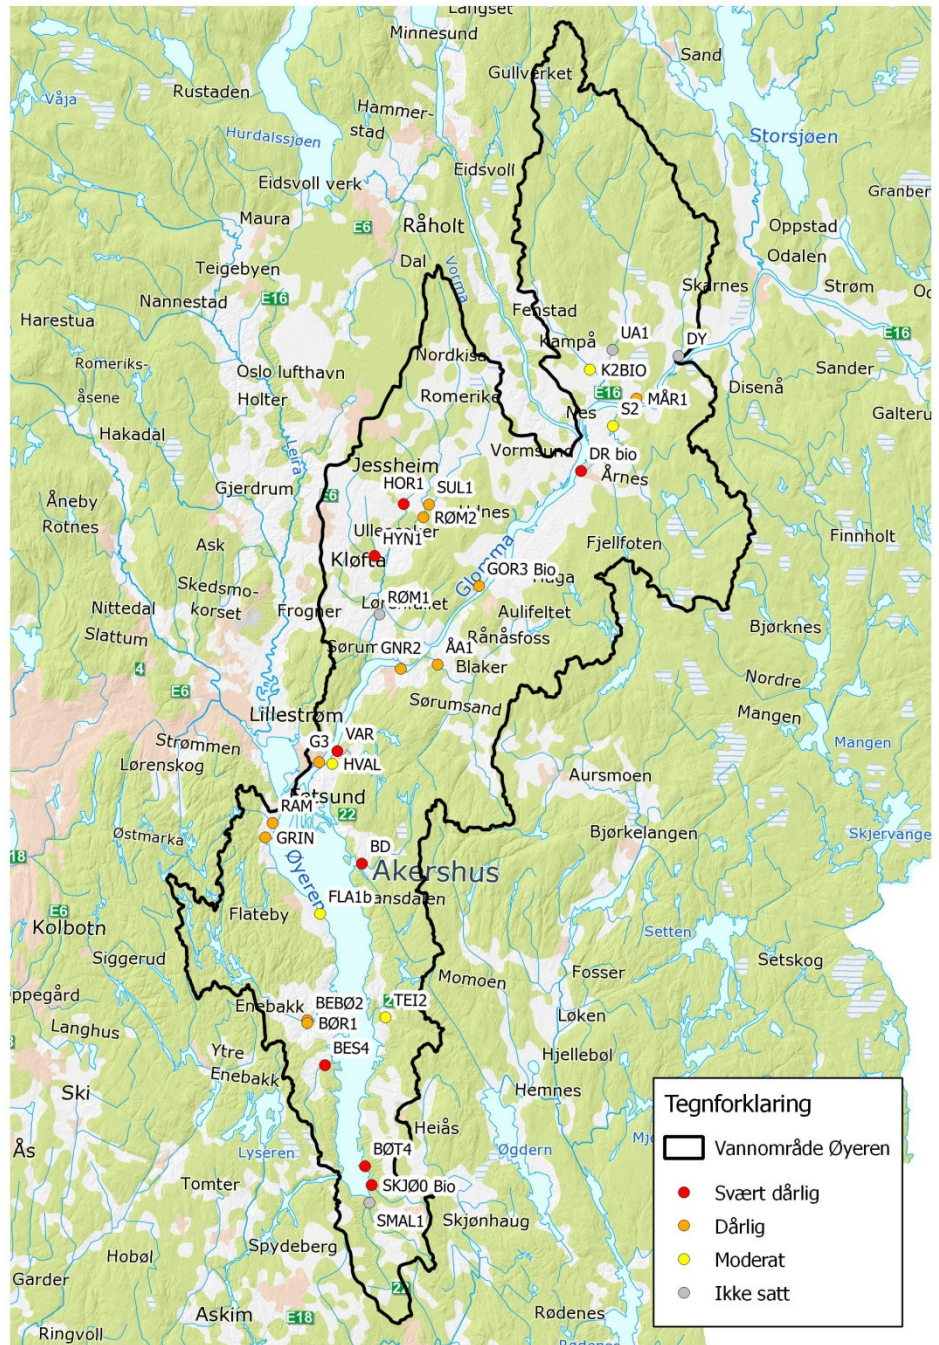 Langset
Minnesund
Sand
Gullverket
Rustaden
Våja
Hammer-
stad
Storsjøen
Hurdalssjøen
Eidsvoll
Eidsvoll verk
Granber
Maura
E6
Råholt
Oppstad
Odalen
Teigebyen
Dal
Vorma
Skarnes
Strøm
Nannestad
E16
Fenstad
Harestua
UA1
E16
Kampå
DY
Nordkisa
Romeriks-
åsene
Oslo lufthavn
K2BIO
Sander
Holter
Romerike
E16
MÅR1
Disenå
Nes
S2
Galteru
Hakadal
Leira
Vormsund
DR bio
Jessheim
Årnes
Gjerdrum
HOR1
SUL1
Åneby
E6
RØM2
Rotnes
HYN1
Finnholt
Ask
Kløfta
Glomma
Fjellfoten
Skedsmo-
korset
GOR3 Bio
Nittedal
Frogner
RØM1
Aulifeltet
Bjørknes
Slattum
GNR2
ÅA1
Rånåsfoss
4
Blaker
Nordre
E6
Sørumsand
Mangen
Lillestrøm
Strømmen
G3
VAR
Mangen
Lørenskog
HVAL
Aursmoen
RAM
22
Østmarka
GRIN
Bjørkelangen
Skjervange
18
BD
Øyeren
Akershus
E6
Flateby
FLA1b
Kolbotn
Setten
Siggerud
Setskog
Momoen
Fosser
Enebakk
BEBØ2
TEI2
Langhus
BØR1
Løken
Ytre
Enebakk
BES4
Hjellebøl
Ski
Hemnes
Tegnforklaring
Heiås
Ås
Lyseren
BØT4
Øgdern
Vannområde Øyeren
Tomter
SKJØ0 Bio
Svært dårlig
SMAL1
Skjønhaug
Dårlig
Hobøl
Spydeberg
Moderat
Garder
22
Ikke satt
Askim
E18
Rødenes
Ringvoll